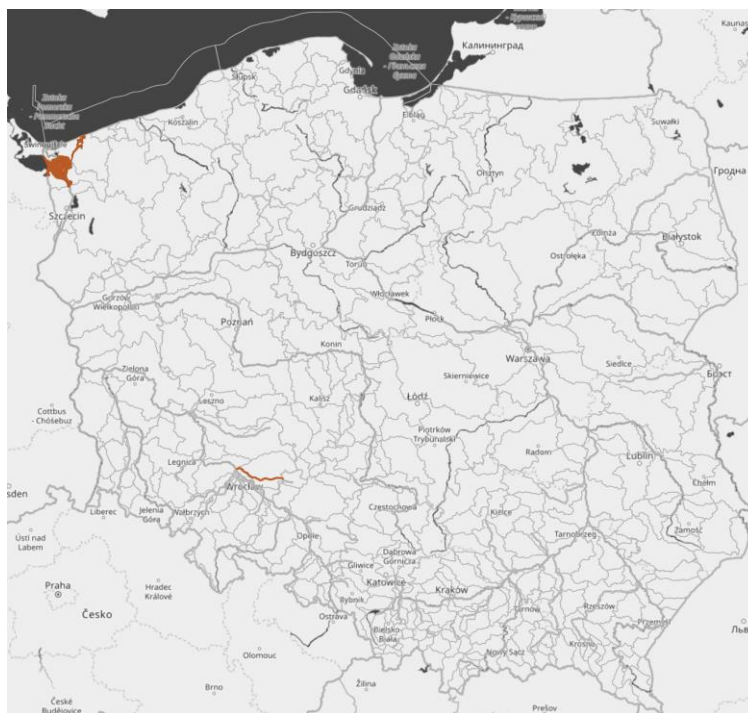 Kaunas
Калининград
Zatoka
Gdańska
Gdynia
Gdańsk
Słupsk
Zatoka
Pomorska
Koszalin
Elbląg
Suwałki
Świnoujście
Olsztyn
Гродна
Szczecin
Grudziądz
Łomża
Białystok
Bydgoszcz
Ostrołęka
Toruń
Włocławek
Gorzów
Wielkopolski
Płock
Poznań
Konin
Warszawa
Siedlce
Брэст
Zielona
Góra
Skierniewice
Leszno
Kalisz
Łódź
Cottbus
- Chóśebuz
Piotrków
Trybunalski
Radom
Lublin
Legnica
Wrocław
Chełm
Liberec
Jelenia
Góra
Wałbrzych
Częstochowa
Kielce
Zamość
Opole
Tarnobrzeg
Ústí nad
Labem
Gliwice
Dąbrowa
Górnicza
Katowice
Praha
Hradec
Králové
Kraków
Rybnik
Tarnów
Rzeszów
Česko
Ostrava
Bielsko-
Biała
Przemyśl
Nowy Sącz
Krosno
Olomouc
Brno
Žilina
České
Budějovice
Prešov